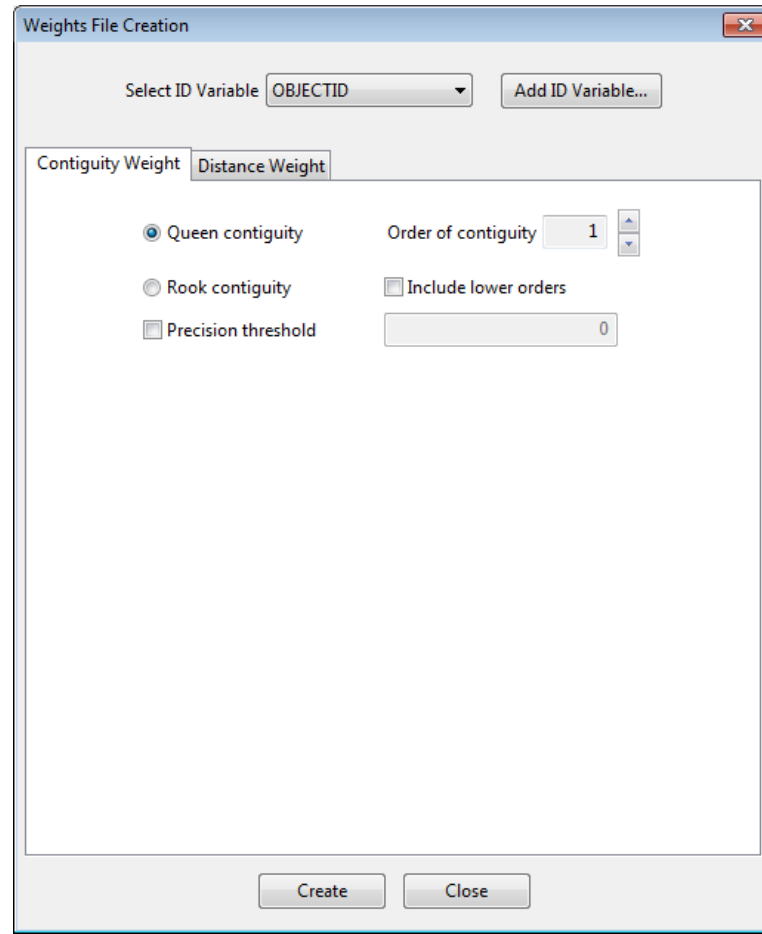 Weights File Creation
Select ID Variable OBJECTID Add ID Variable...
Contiguity Weight Distance Weight
Queen contiguity Order of contiguity 1
Rook contiguity Include lower orders
Precision threshold 0
Create Close